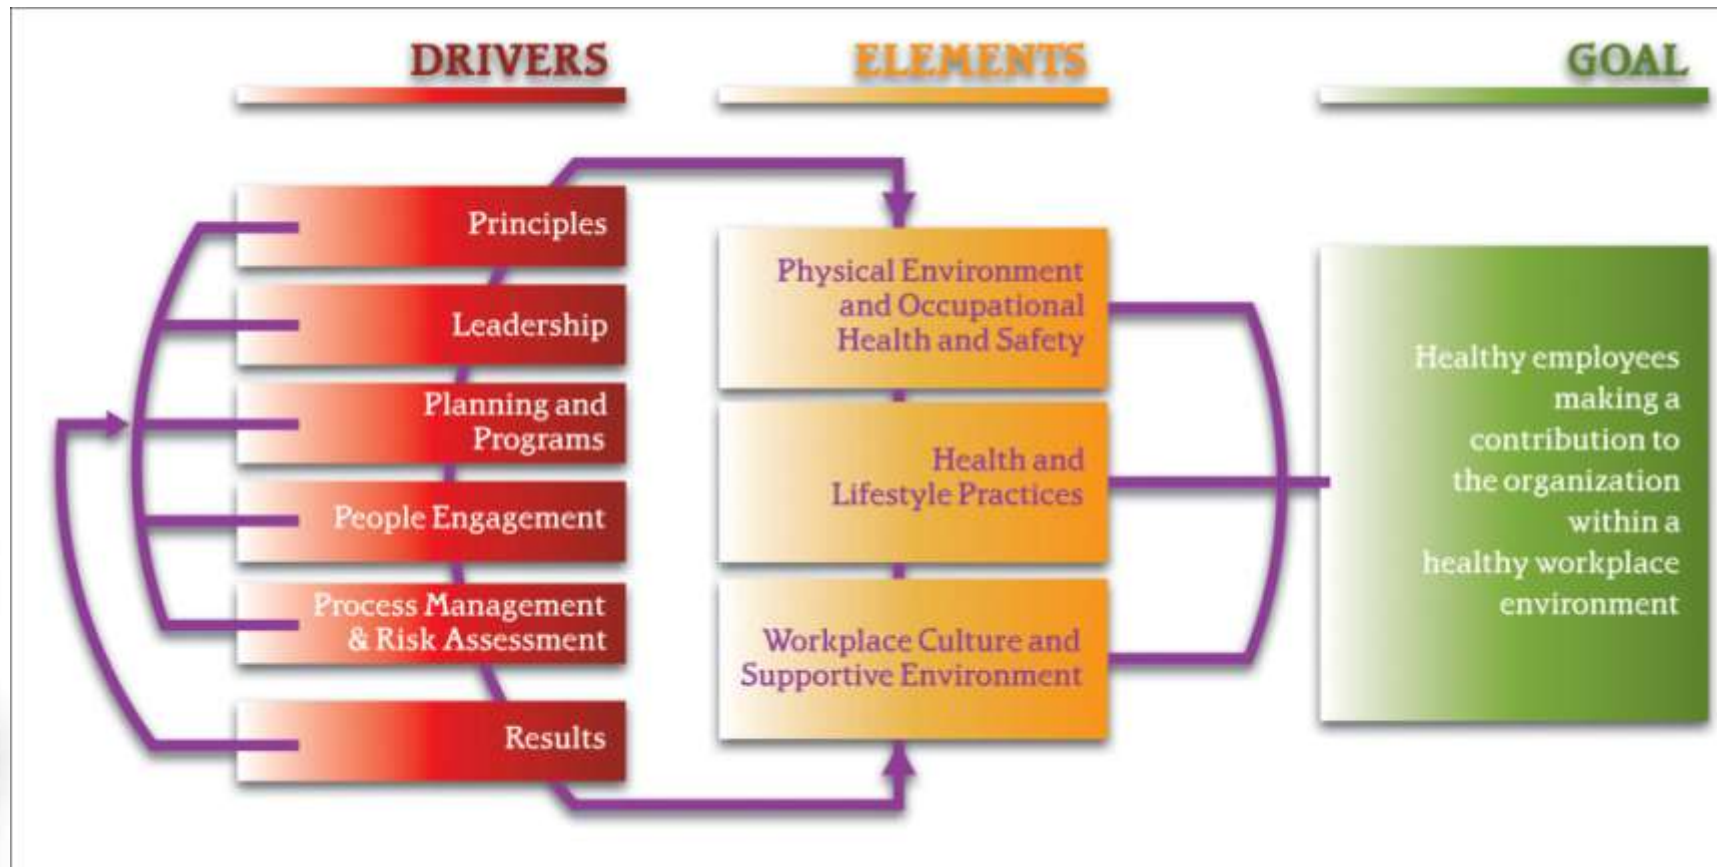 DRIVERS
ELEMENTS
GOAL
Principles
Leadership
Planning and
Programs
People Engagement
Process Management
& Risk Assessment
Results
Physical Environment
and Occupational
Health and Safety
Health and
Lifestyle Practices
Workplace Culture and
Supportive Environment
Healthy employees
making a
contribution to
the organization
within a
healthy workplace
environment